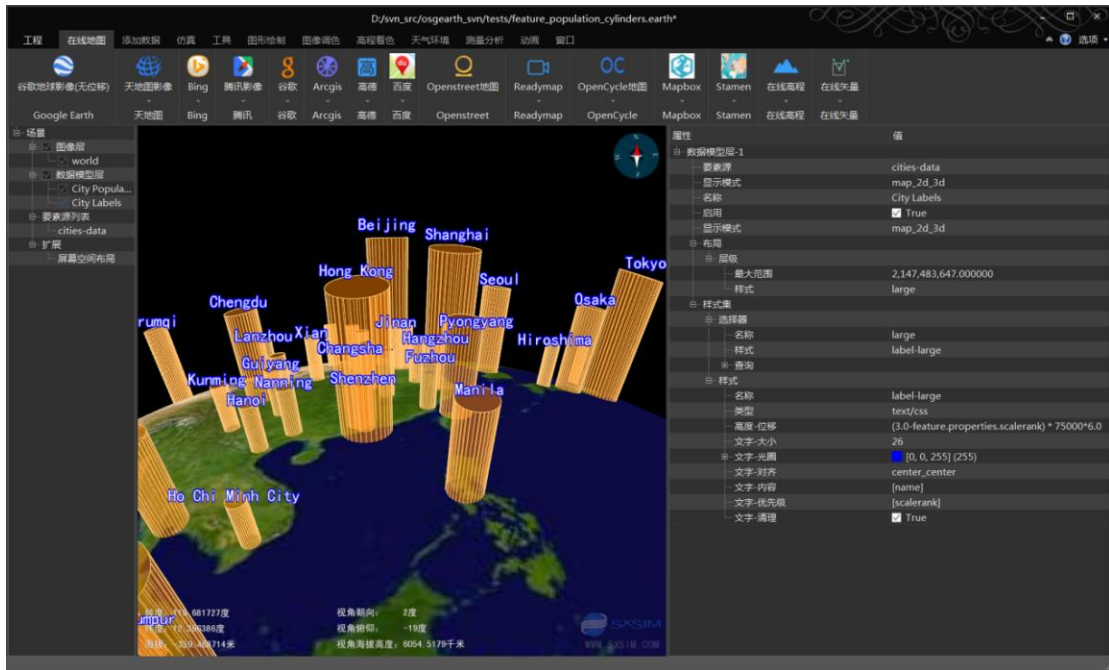 D:/svn_src/osgearth_svn/tests/feature_population_cylinders.earth*
工程 在线地图 添加数据 仿真 工具 图形绘制 图像调色 高程着色 天气环境 测量分析 动画 窗口 选项
谷歌地球影像(无位移) 天地图影像 Bing 腾讯影像 谷歌 Arcgis 高德 百度 Openstreet地图 Readymap OpenCycle地图 Mapbox Stamen 在线高程 在线矢量
Google Earth 天地图 Bing 腾讯 谷歌 Arcgis 高德 百度 Openstreet Readymap OpenCycle Mapbox Stamen 在线高程 在线矢量
场景
图像层
world
数据模型层
City Popula...
City Labels
要素源列表
cities-data
扩展
屏幕空间布局
Beijing
Shanghai
Tokyo
Hong Kong
Seoul
Chengdu
Osaka
rumqi
Jinan
Pyongyang
Lanzhou
Xian
Hangzhou
Hiroshima
Changsha
Fuzhou
Guiyang
Kunming
Nanning
Shenzhen
Manila
Hanoi
Ho Chi Minh City
umpur
视角朝向: 2度
视角俯仰: -19度
视角海拔高度: 6054.5179千米
SXSIM
WWW.SXSIM.COM
属性 值
数据模型层-1
要素源 cities-data
显示模式 map_2d_3d
名称 City Labels
启用 True
显示模式 map_2d_3d
布局
层级
最大范围 2,147,483,647.000000
样式 large
样式集
选择器
名称 large
样式 label-large
查询
样式
名称 label-large
类型 text/css
高度-位移 (3.0-feature.properties.scalerank) * 75000*6.0
文字-大小 26
文字-光圈 [0, 0, 255] (255)
文字-对齐 center_center
文字-内容 [name]
文字-优先级 [scalerank]
文字-清理 True